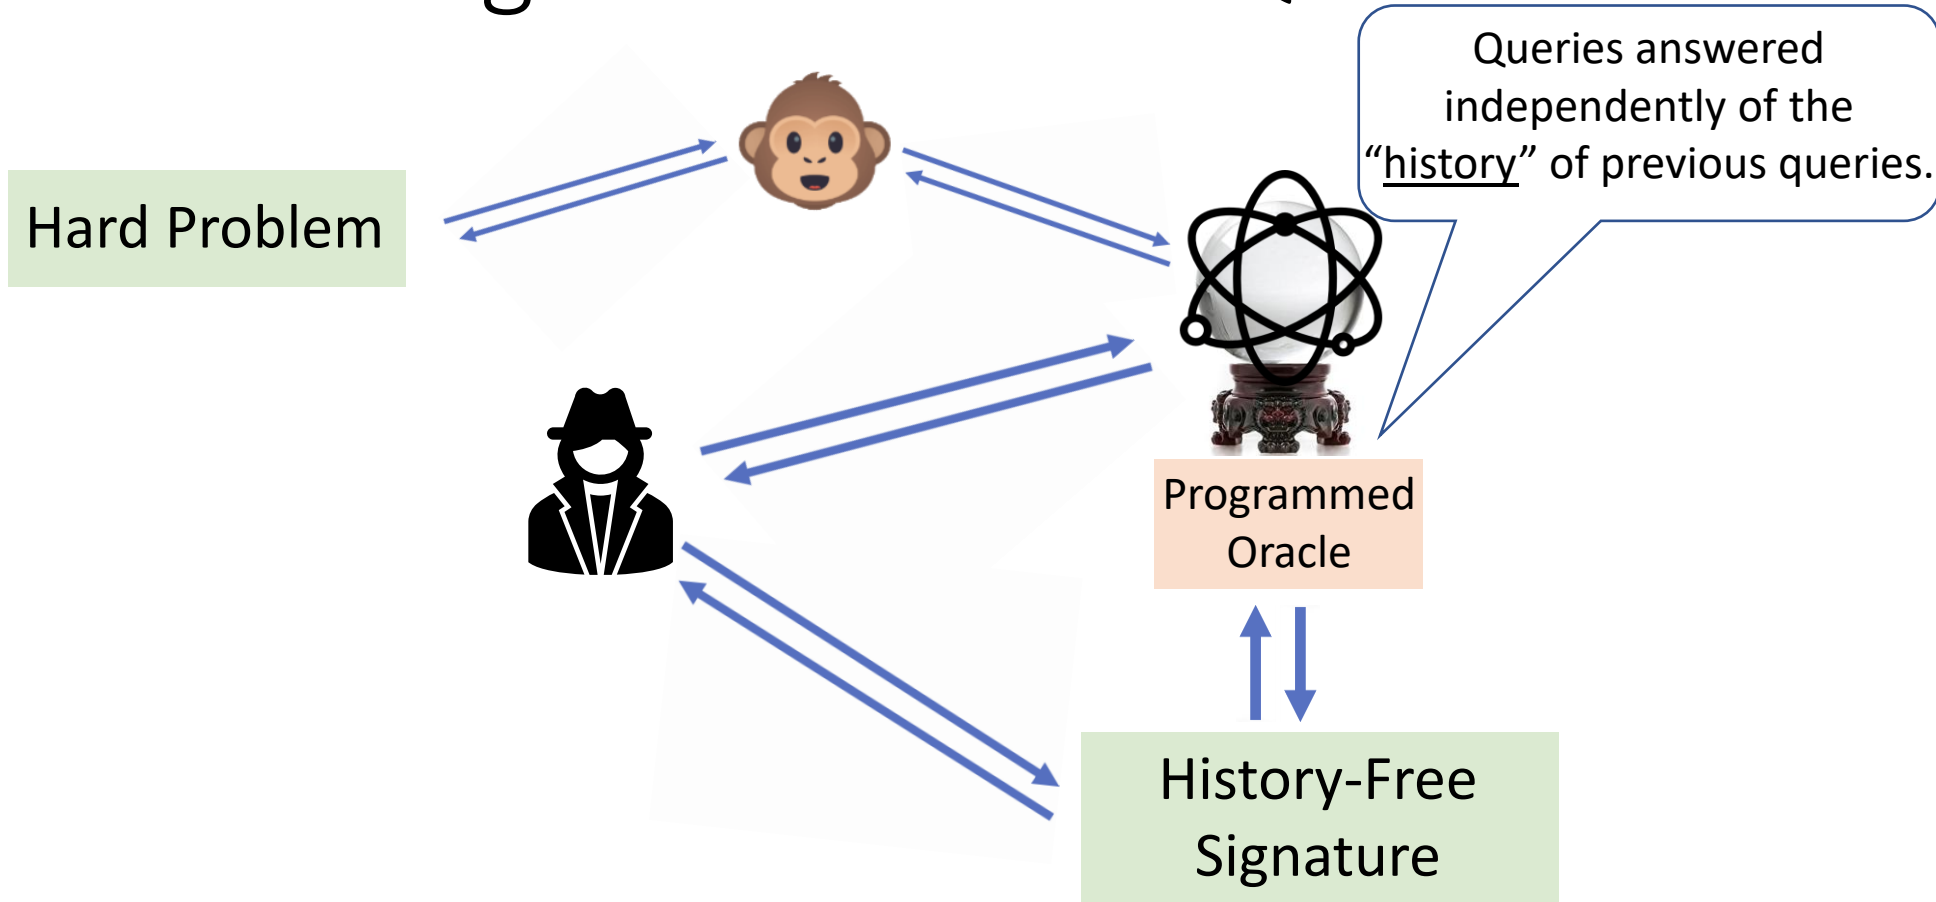 Queries answered
independently of the
“history” of previous queries.
Hard Problem
Programmed
Oracle
History-Free
Signature